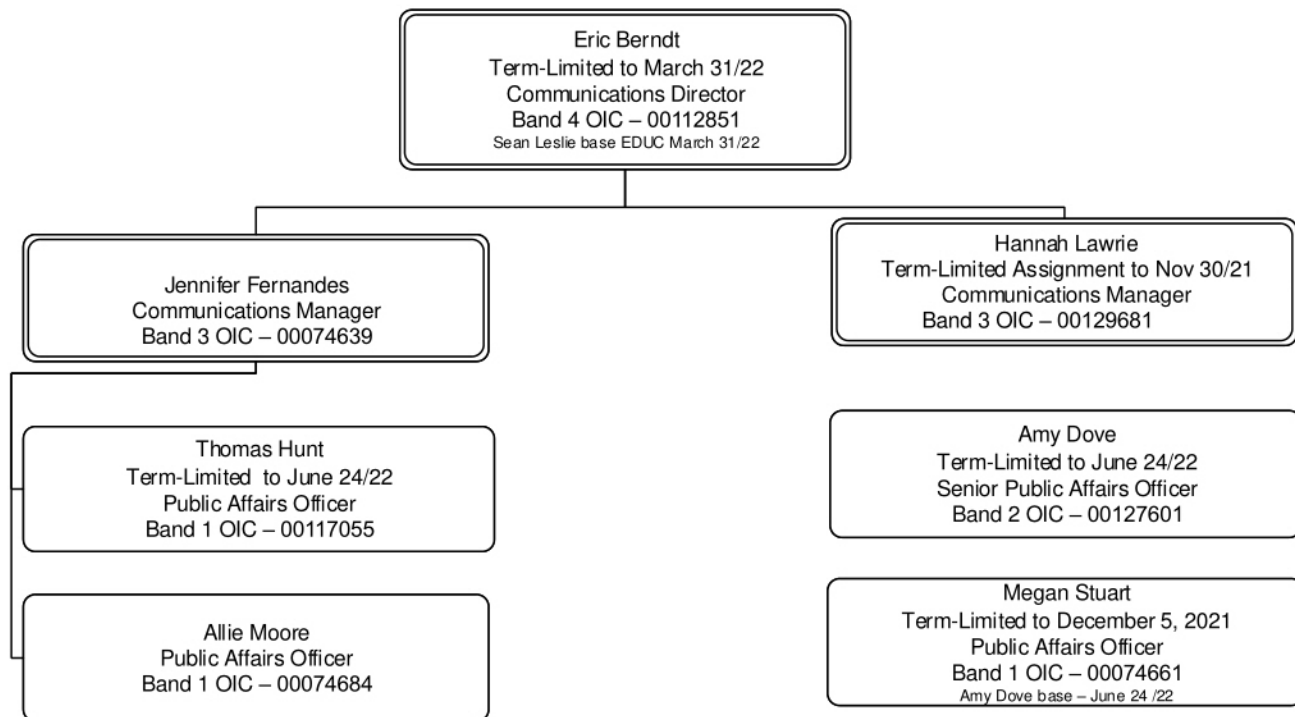 Eric Berndt
Term-Limited to March 31/22
Communications Director
Band 4 OIC – 00112851
Sean Leslie base EDUC March 31/22
Jennifer Fernandes
Communications Manager
Band 3 OIC – 00074639
Hannah Lawrie
Term-Limited Assignment to Nov 30/21
Communications Manager
Band 3 OIC – 00129681
Thomas Hunt
Term-Limited to June 24/22
Public Affairs Officer
Band 1 OIC – 00117055
Amy Dove
Term-Limited to June 24/22
Senior Public Affairs Officer
Band 2 OIC – 00127601
Allie Moore
Public Affairs Officer
Band 1 OIC – 00074684
Megan Stuart
Term-Limited to December 5, 2021
Public Affairs Officer
Band 1 OIC – 00074661
Amy Dove base – June 24 /22